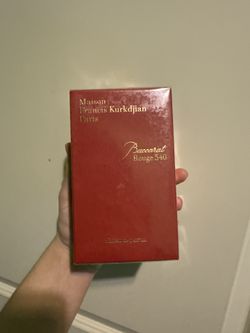 Maison
Francis Kurkdjian
Paris
Baccarat
Rouge 540